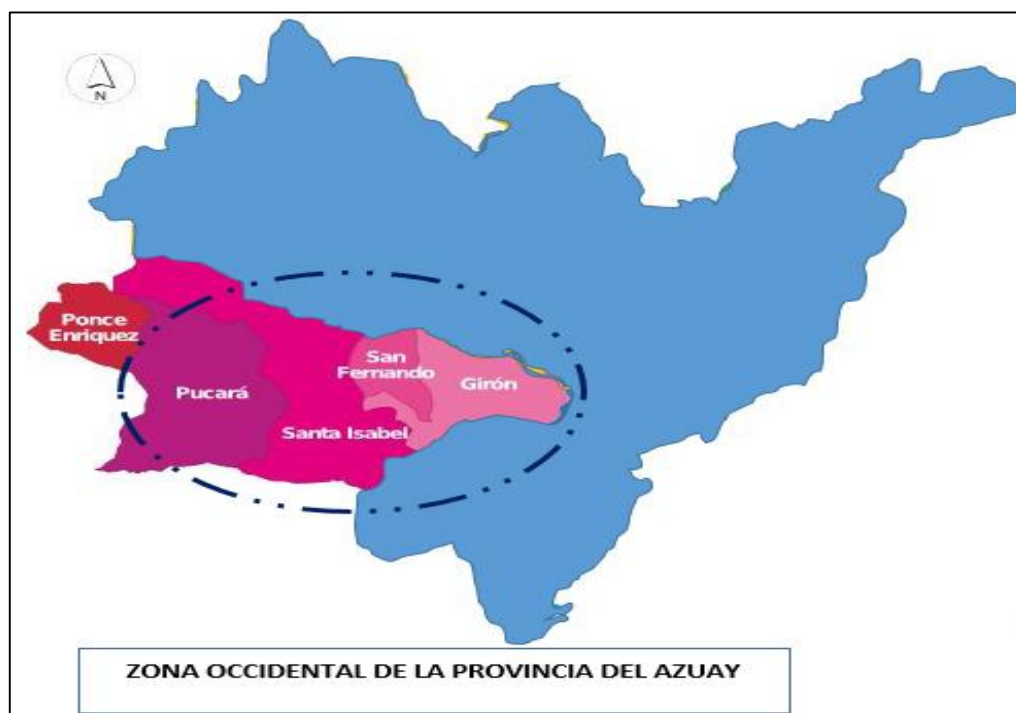 N
Ponce
Enriquez
San
Fernando
Girón
Pucará
Santa Isabel
ZONA OCCIDENTAL DE LA PROVINCIA DEL AZUAY